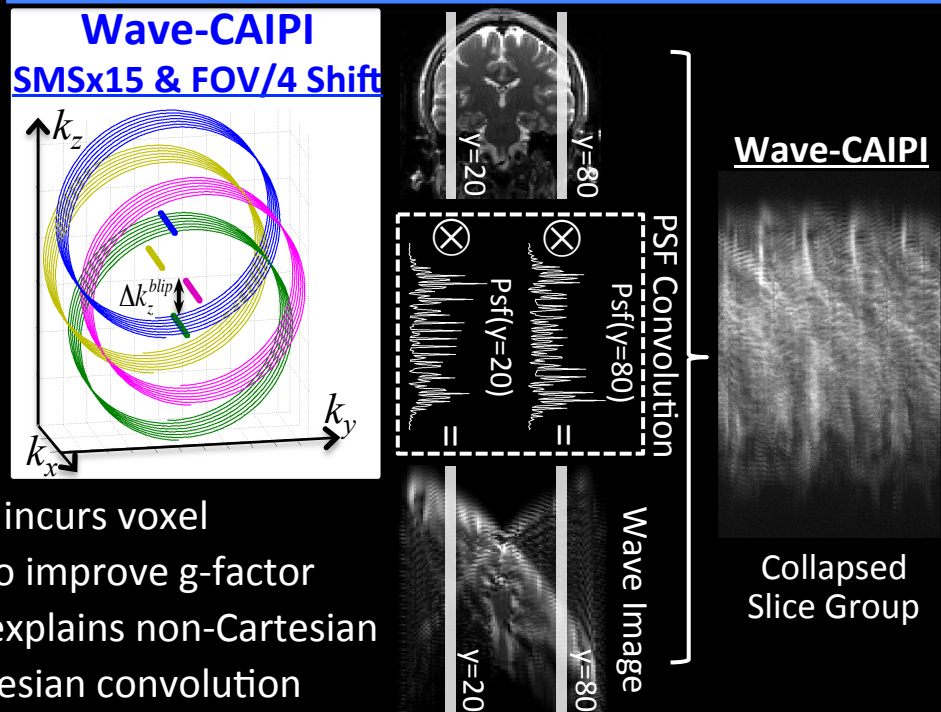 Wave-CAIPI
SMSx15 & FOV/4 Shift
k_z
Δk_z^{blip}
k_y
k_x
incurs voxel
o improve g-factor
explains non-Cartesian
esian convolution
y=20
y=80
PSF Convolution
⊗
⊗
Psf(y=20)
Psf(y=80)
=
=
Wave Image
y=20
y=80
Wave-CAIPI
Collapsed
Slice Group